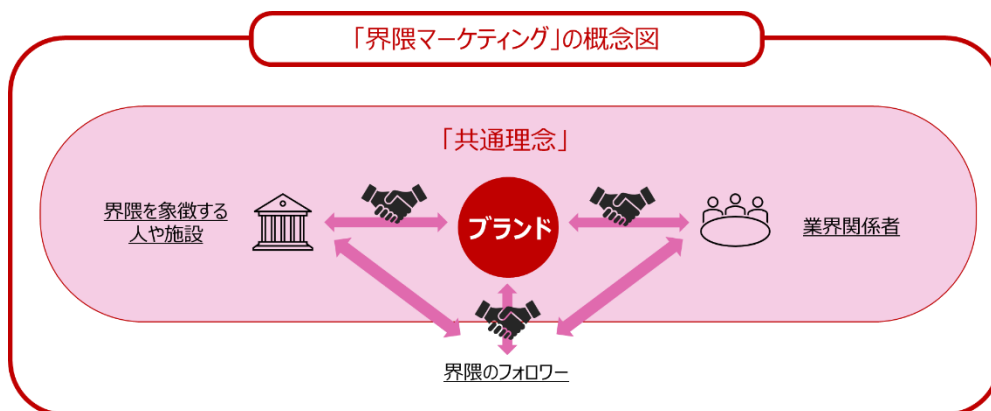 「界隈マーケティング」の概念図
「共通理念」
界隈を象徴する
人や施設
ブランド
業界関係者
界隈のフォロワー